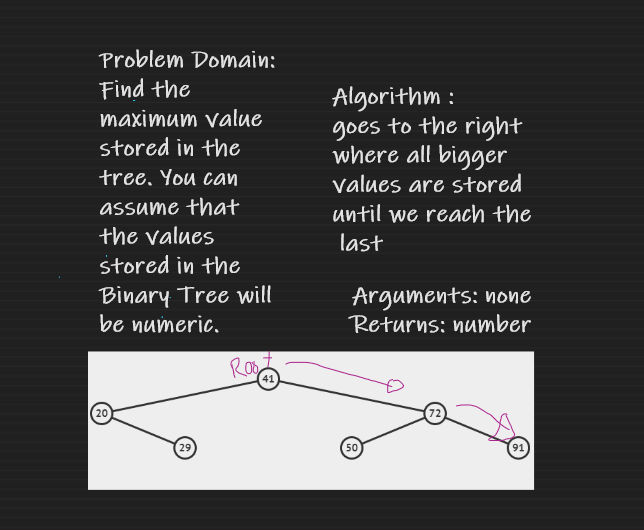 Problem Domain:
Find the
maximum value
stored in the
tree. You can
assume that
the values
stored in the
Binary Tree will
be numeric.
Algorithm :
goes to the right
where all bigger
values are stored
until we reach the
last
Arguments: none
Returns: number
Root
41
20
72
29
50
91